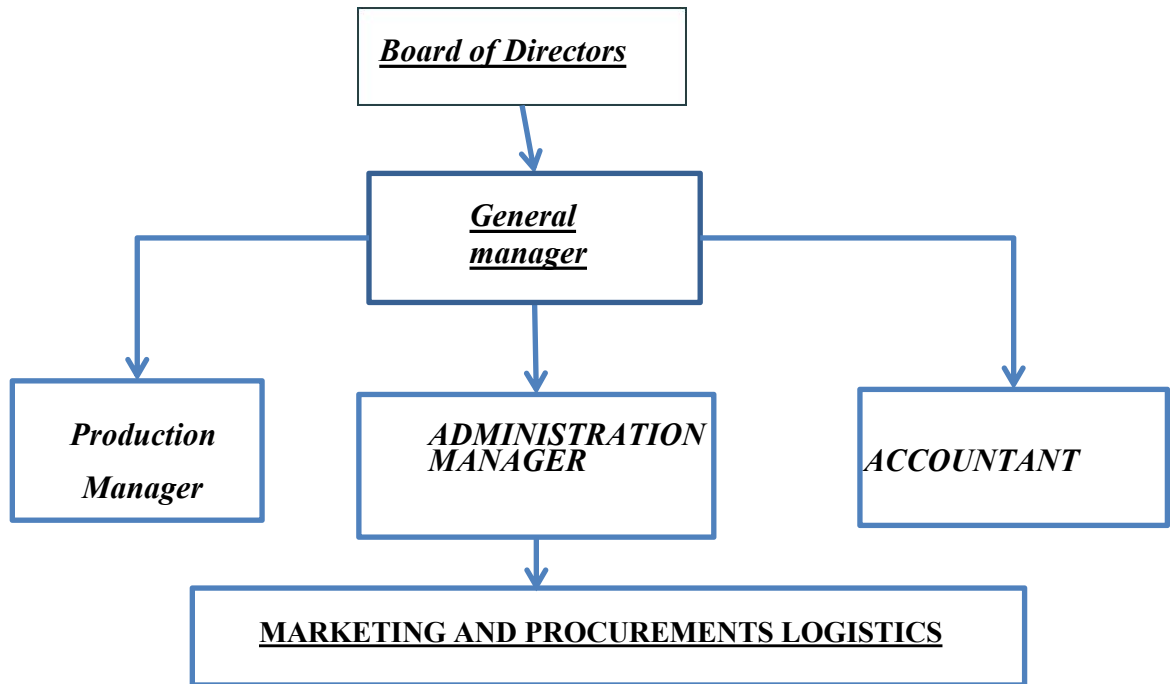 Board of Directors
General
manager
Production
Manager
ADMINISTRATION
MANAGER
ACCOUNTANT
MARKETING AND PROCUREMENTS LOGISTICS